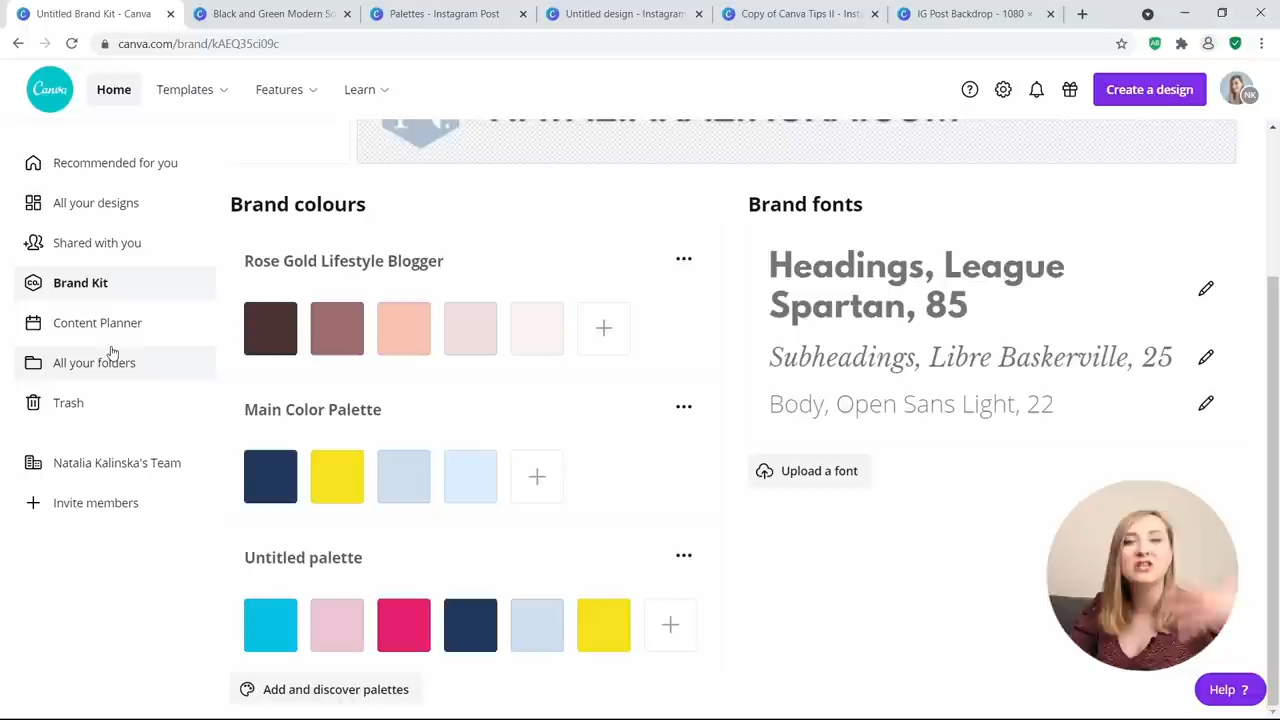 Untitled Brand Kit - Canva
Black and Green Modern So
Palettes - Instagram Post
Untitled design - Instagram
Copy of Canva Tips II - Insta
IG Post Backdrop - 1080 ×
canva.com/brand/kAEQ35ci09c
Canva
Home
Templates
Features
Learn
Create a design
NK
Recommended for you
All your designs
Shared with you
Brand Kit
Content Planner
All your folders
Trash
Natalia Kalinska's Team
Invite members
Brand colours
Rose Gold Lifestyle Blogger
Main Color Palette
Untitled palette
Add and discover palettes
Brand fonts
Headings, League
Spartan, 85
Subheadings, Libre Baskerville, 25
Body, Open Sans Light, 22
Upload a font
Help ?